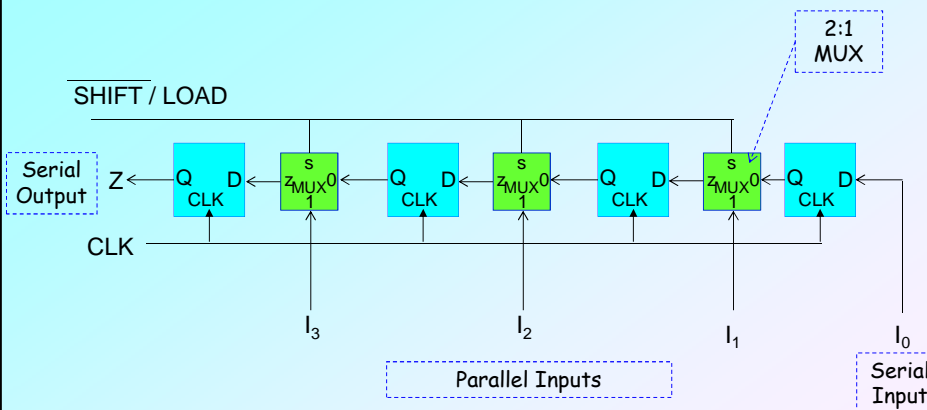 2:1
MUX
SHIFT / LOAD
Serial
Output
Z
Q D
CLK
S
Z MUX 0
1
Q D
CLK
S
Z MUX 0
1
Q D
CLK
S
Z MUX 0
1
Q D
CLK
CLK
I3
I2
I1
I0
Parallel Inputs
Serial
Input